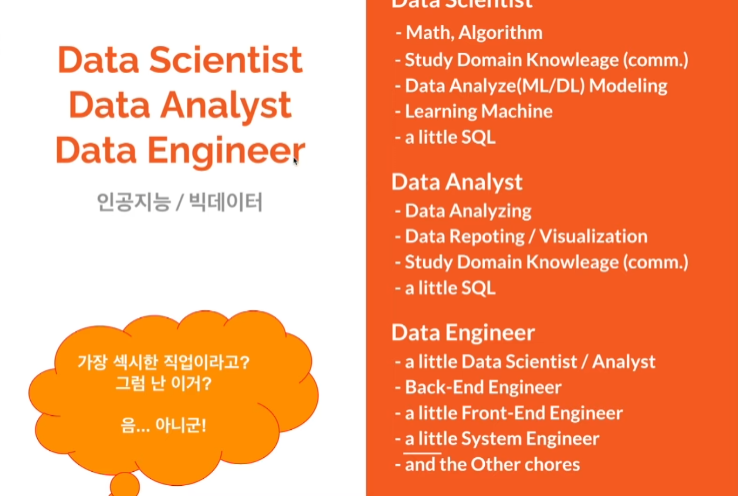 Data Scientist
Data Analyst
Data Engineer
인공지능 / 빅데이터
가장 섹시한 직업이라고?
그럼 난 이거?
음... 아니군!
Data Scientist
- Math, Algorithm
- Study Domain Knowleage (comm.)
- Data Analyze(ML/DL) Modeling
- Learning Machine
- a little SQL
Data Analyst
- Data Analyzing
- Data Repoting / Visualization
- Study Domain Knowleage (comm.)
- a little SQL
Data Engineer
- a little Data Scientist / Analyst
- Back-End Engineer
- a little Front-End Engineer
- a little System Engineer
- and the Other chores